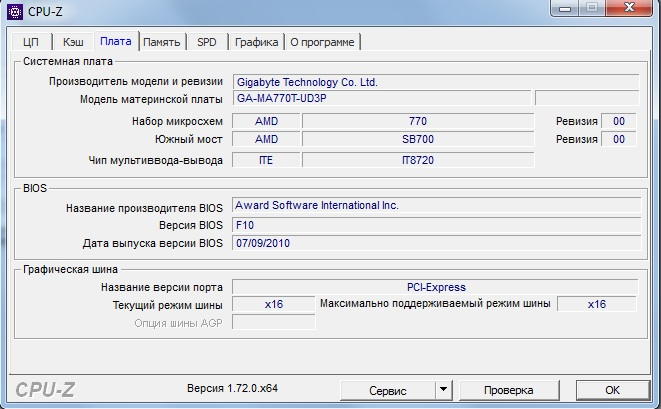 CPU-Z
ЦП Кэш Плата Память SPD Графика О программе
Системная плата
Производитель модели и ревизии Gigabyte Technology Co. Ltd.
Модель материнской платы GA-MA770T-UD3P
Набор микросхем AMD 770 Ревизия 00
Южный мост AMD SB700 Ревизия 00
Чип мультиввода-вывода ITE IT8720
BIOS
Название производителя BIOS Award Software International Inc.
Версия BIOS F10
Дата выпуска версии BIOS 07/09/2010
Графическая шина
Название версии порта PCI-Express
Текущий режим шины x16 Максимально поддерживаемый режим шины x16
Опция шины AGP
CPU-Z Версия 1.72.0.x64 Сервис Проверка OK